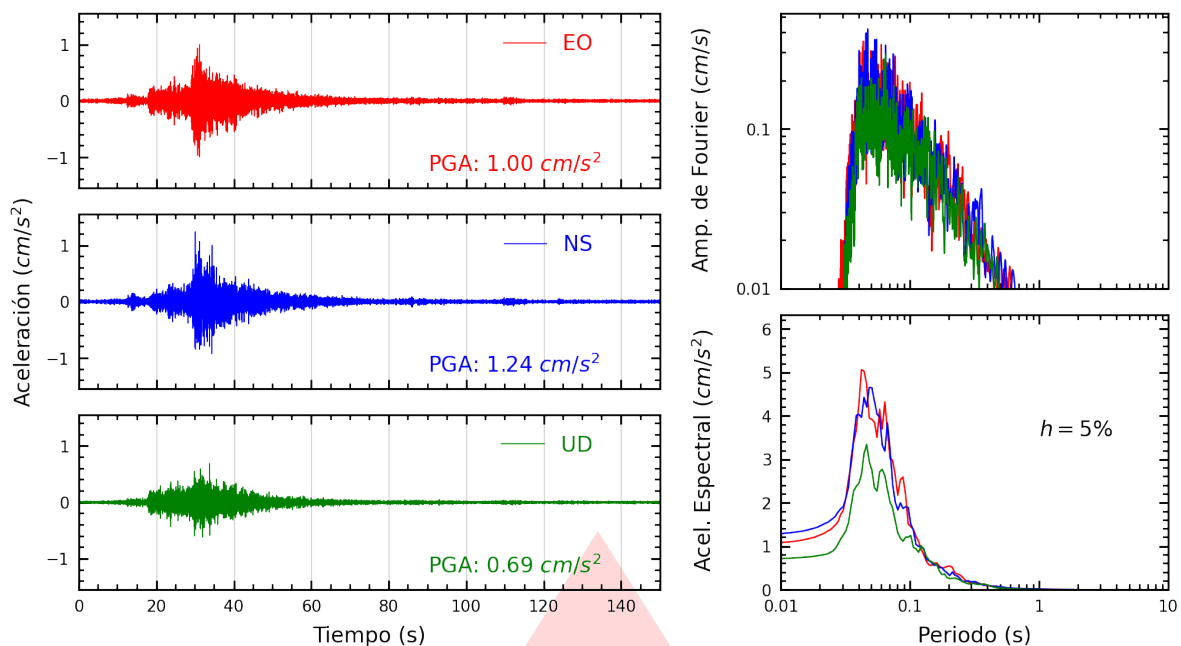 Aceleración (cm/s²)
1
0
−1
EO
PGA: 1.00 cm/s²
1
0
−1
NS
PGA: 1.24 cm/s²
1
0
−1
UD
PGA: 0.69 cm/s²
0 20 40 60 80 100 120 140
Tiempo (s)
Amp. de Fourier (cm/s)
0.1
0.01
Acel. Espectral (cm/s²)
6
5
4
3
2
1
0
h = 5%
0.01 0.1 1 10
Periodo (s)